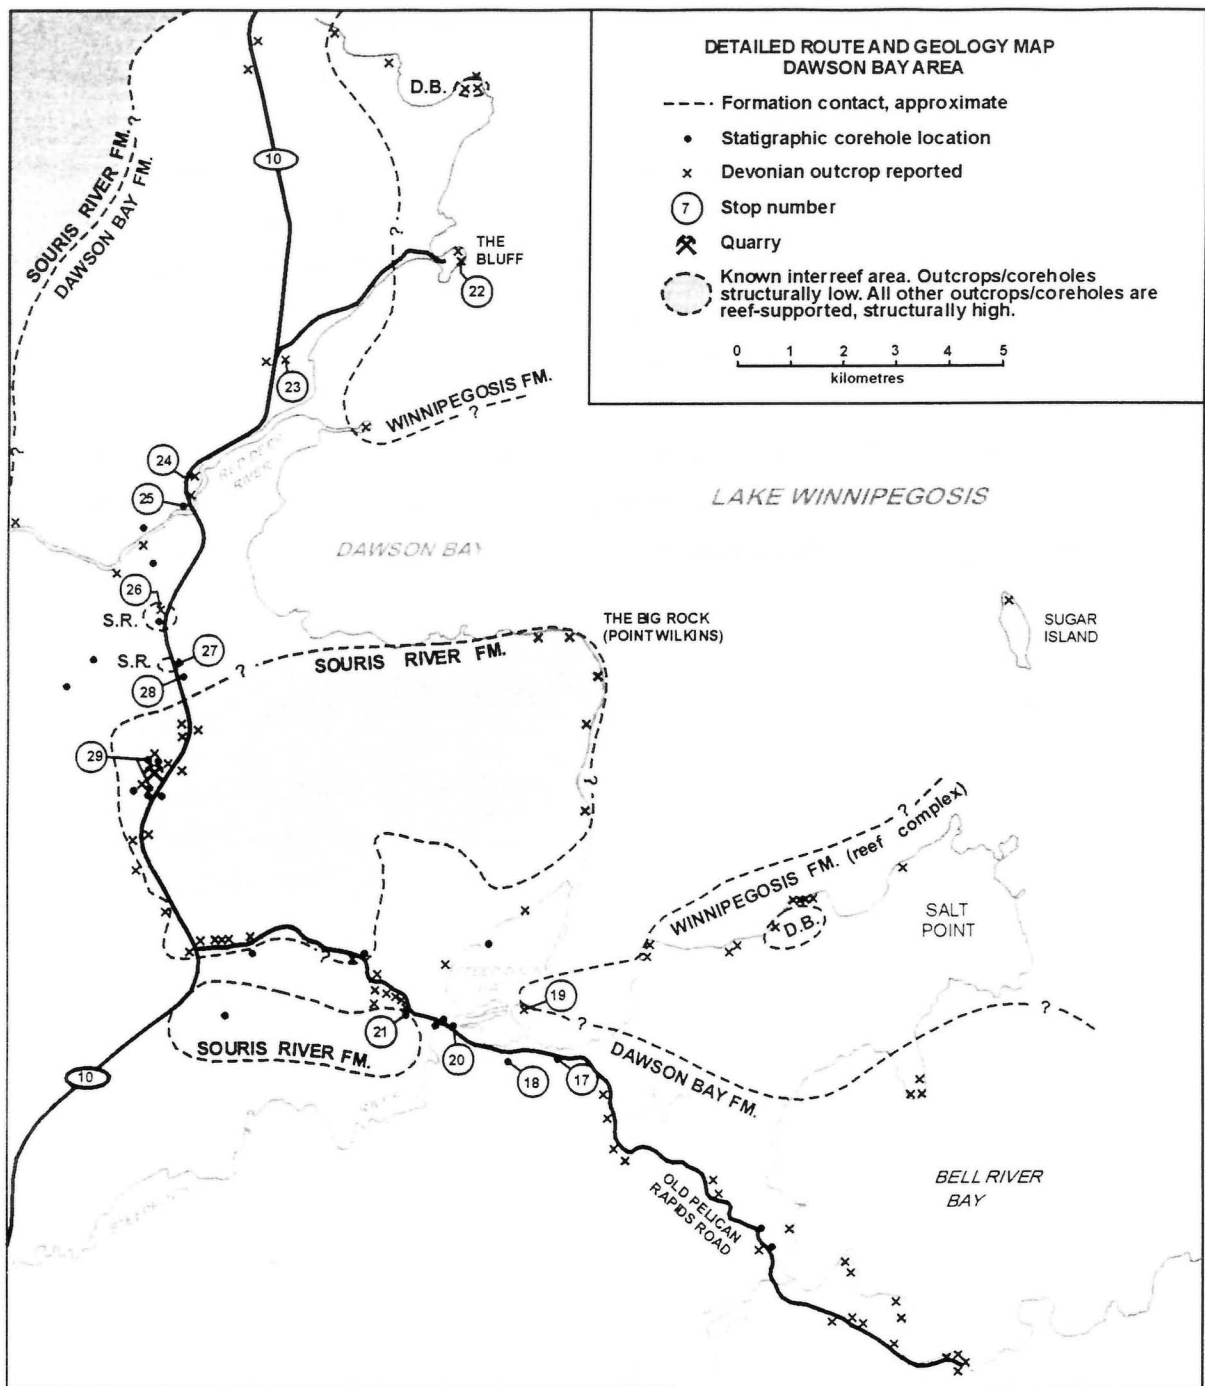 DETAILED ROUTE AND GEOLOGY MAP
DAWSON BAY AREA
Formation contact, approximate
Statigraphic corehole location
Devonian outcrop reported
7 Stop number
Quarry
Known interreef area. Outcrops/coreholes
structurally low. All other outcrops/coreholes are
reef-supported, structurally high.
0 1 2 3 4 5
kilometres
D.B.
10
SOURIS RIVER FM.
DAWSON BAY FM.
?
?
?
THE
BLUFF
22
23
WINNIPEGOSIS FM.
?
?
24
RED DEER
RIVER
25
LAKE WINNIPEGOSIS
DAWSON BAY
26
S.R.
THE BIG ROCK
(POINT WILKINS)
SUGAR
ISLAND
S.R.
27
?
SOURIS RIVER FM.
28
29
?
WINNIPEGOSIS FM. (reef complex)
?
D.B.
SALT
POINT
?
19
?
?
21
SOURIS RIVER FM.
20
18
17
DAWSON BAY FM.
10
OLD PELICAN
RAPIDS ROAD
BELL RIVER
BAY